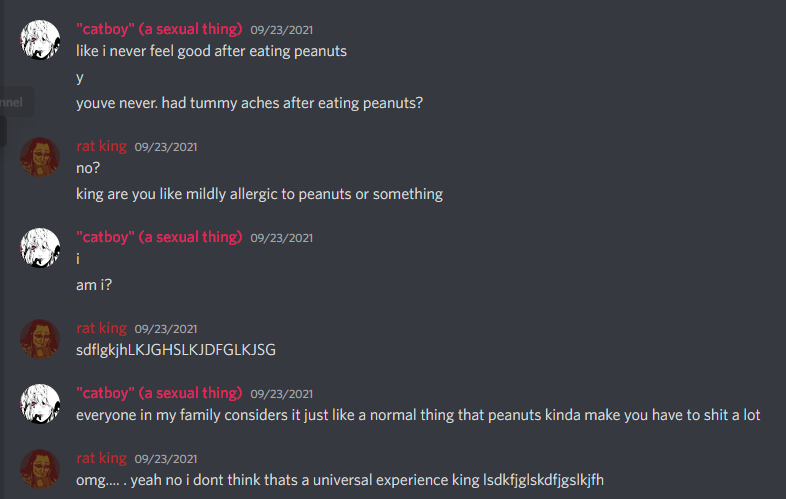 "catboy" (a sexual thing) 09/23/2021
like i never feel good after eating peanuts
y
nnel
youve never. had tummy aches after eating peanuts?
rat king 09/23/2021
no?
king are you like mildly allergic to peanuts or something
"catboy" (a sexual thing) 09/23/2021
i
am i?
rat king 09/23/2021
sdflgkjhLKJGHSLKJDFGLKJSG
"catboy" (a sexual thing) 09/23/2021
everyone in my family considers it just like a normal thing that peanuts kinda make you have to shit a lot
rat king 09/23/2021
omg.... . yeah no i dont think thats a universal experience king lsdkfjglskdfjgslkjfh